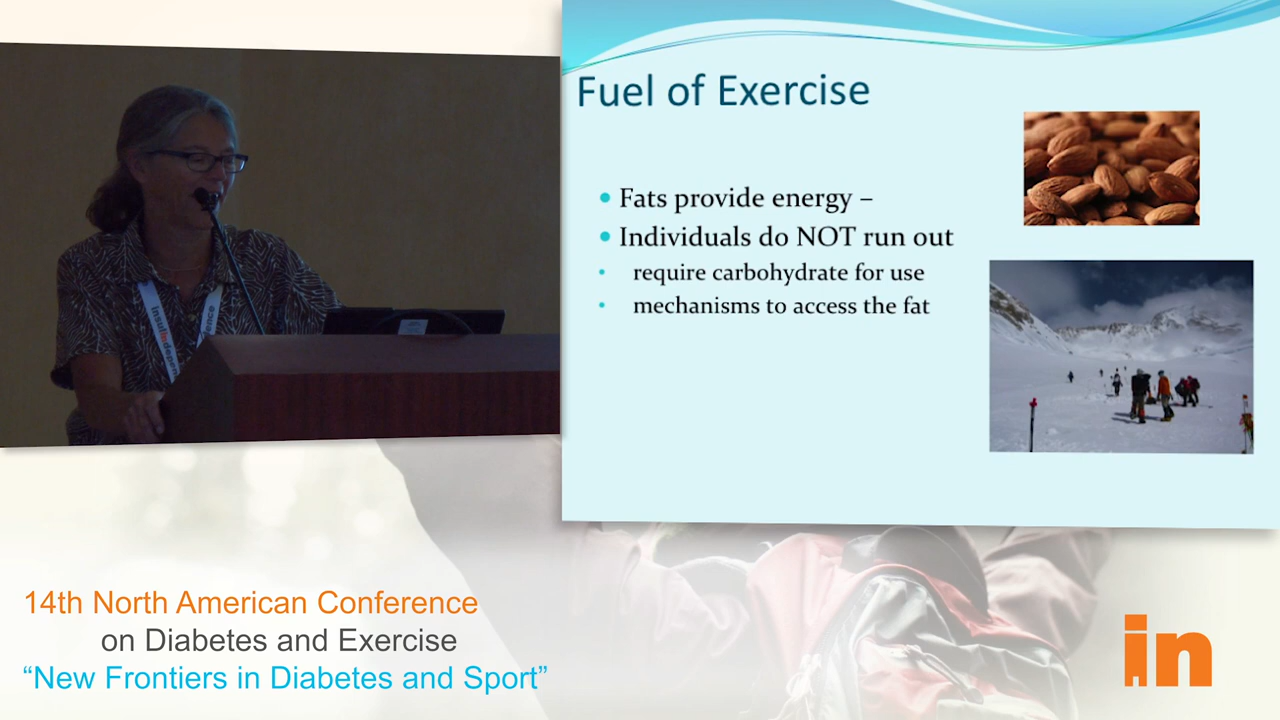 Fuel of Exercise
• Fats provide energy –
• Individuals do NOT run out
• require carbohydrate for use
• mechanisms to access the fat
14th North American Conference
on Diabetes and Exercise
“New Frontiers in Diabetes and Sport”
in